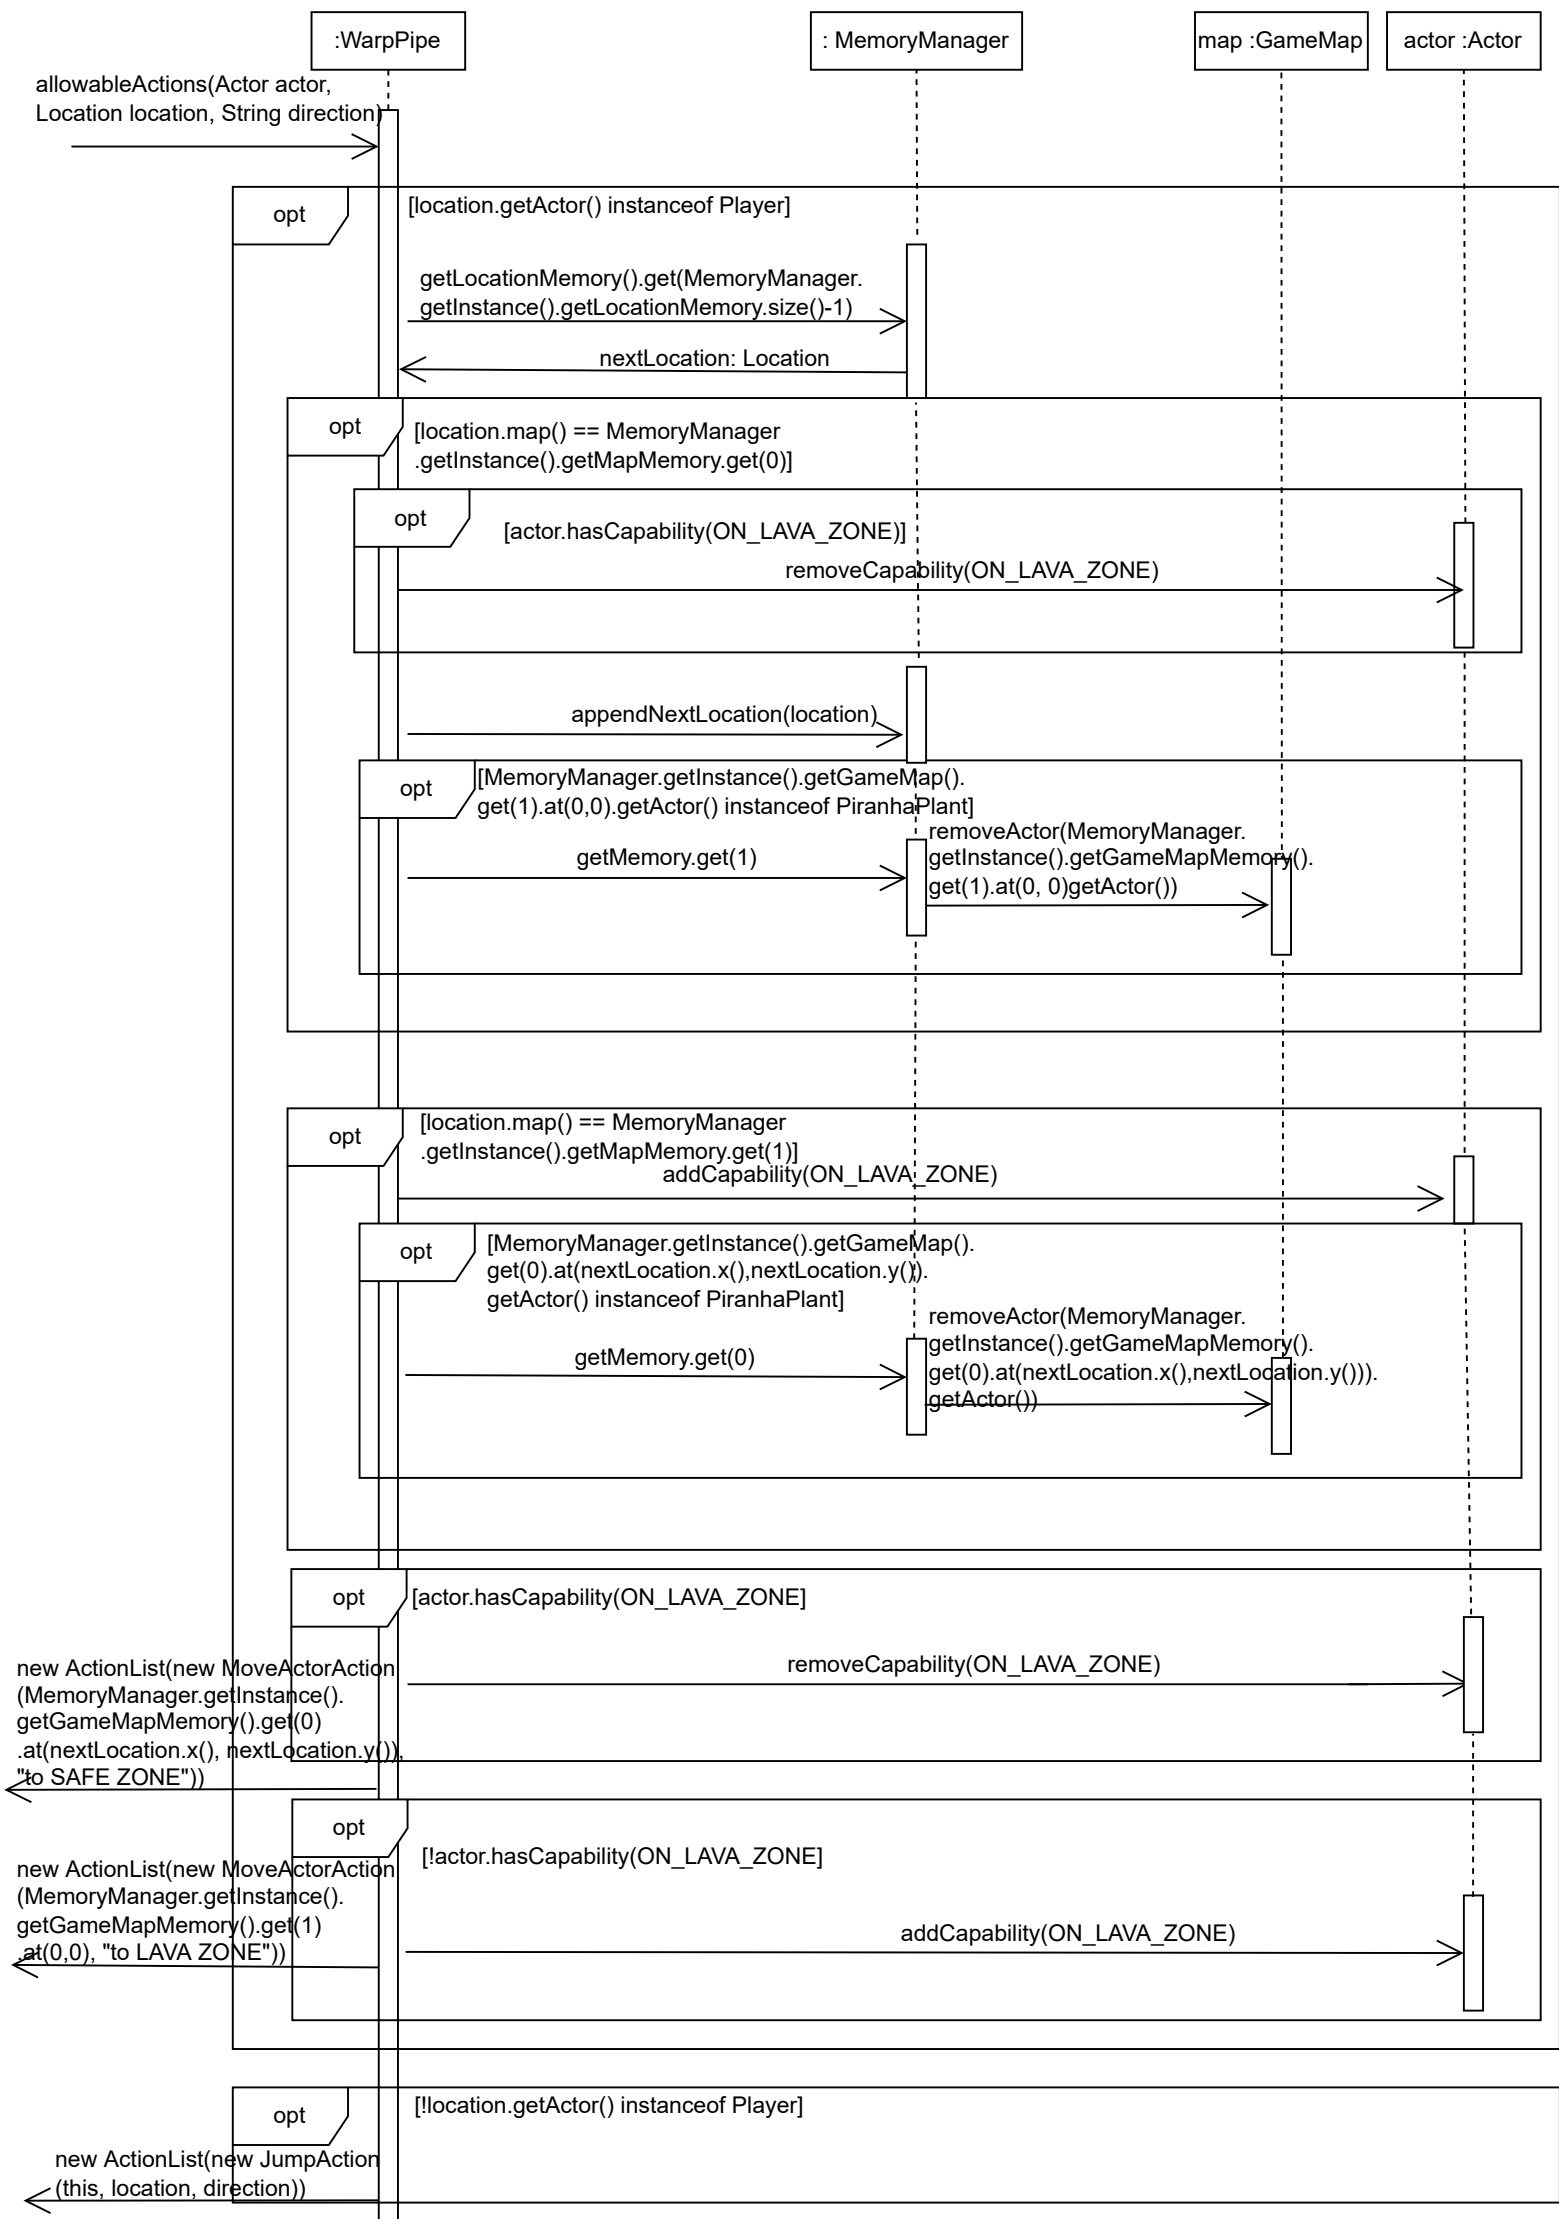 :WarpPipe
: MemoryManager
map :GameMap
actor :Actor
allowableActions(Actor actor,
Location location, String direction)
opt
[location.getActor() instanceof Player]
getLocationMemory().get(MemoryManager.
getInstance().getLocationMemory.size()-1)
nextLocation: Location
opt
[location.map() == MemoryManager
.getInstance().getMapMemory.get(0)]
opt
[actor.hasCapability(ON_LAVA_ZONE)]
removeCapability(ON_LAVA_ZONE)
appendNextLocation(location)
opt
[MemoryManager.getInstance().getGameMap().
get(1).at(0,0).getActor() instanceof PiranhaPlant]
getMemory.get(1)
removeActor(MemoryManager.
getInstance().getGameMapMemory().
get(1).at(0, 0)getActor())
opt
[location.map() == MemoryManager
.getInstance().getMapMemory.get(1)]
addCapability(ON_LAVA_ZONE)
opt
[MemoryManager.getInstance().getGameMap().
get(0).at(nextLocation.x(),nextLocation.y()).
getActor() instanceof PiranhaPlant]
getMemory.get(0)
removeActor(MemoryManager.
getInstance().getGameMapMemory().
get(0).at(nextLocation.x(),nextLocation.y())).
getActor())
opt
[actor.hasCapability(ON_LAVA_ZONE]
removeCapability(ON_LAVA_ZONE)
new ActionList(new MoveActorAction
(MemoryManager.getInstance().
getGameMapMemory().get(0)
.at(nextLocation.x(), nextLocation.y()),
"to SAFE ZONE"))
opt
[!actor.hasCapability(ON_LAVA_ZONE]
new ActionList(new MoveActorAction
(MemoryManager.getInstance().
getGameMapMemory().get(1)
.at(0,0), "to LAVA ZONE"))
addCapability(ON_LAVA_ZONE)
opt
[!location.getActor() instanceof Player]
new ActionList(new JumpAction
(this, location, direction))